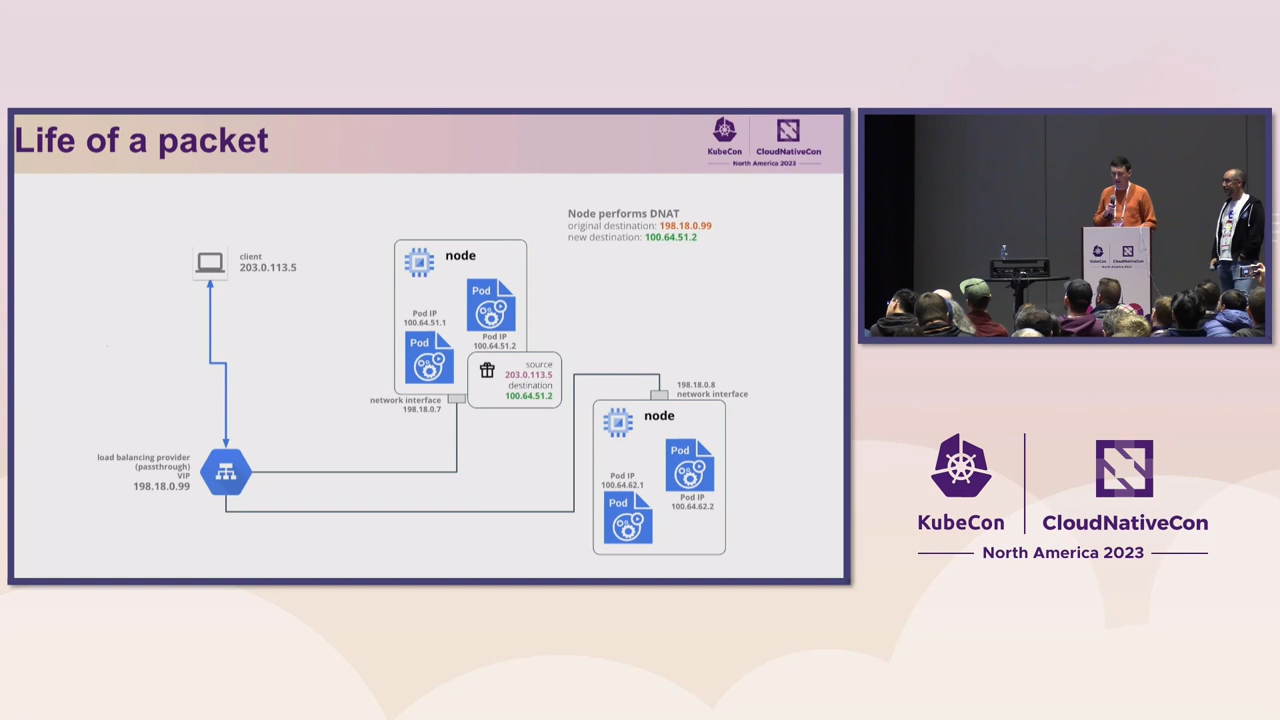 Life of a packet
KubeCon
CloudNativeCon
North America 2023
Node performs DNAT
original destination: 198.18.0.99
new destination: 100.64.51.2
client
203.0.113.5
node
Pod
Pod IP
100.64.51.1
Pod IP
100.64.51.2
Pod
source
203.0.113.5
destination
100.64.51.2
network interface
198.18.0.7
198.18.0.8
network interface
node
Pod
Pod IP
100.64.62.1
Pod IP
100.64.62.2
Pod
load balancing provider
(passthrough)
VIP
198.18.0.99
KubeCon
CloudNativeCon
North America 2023